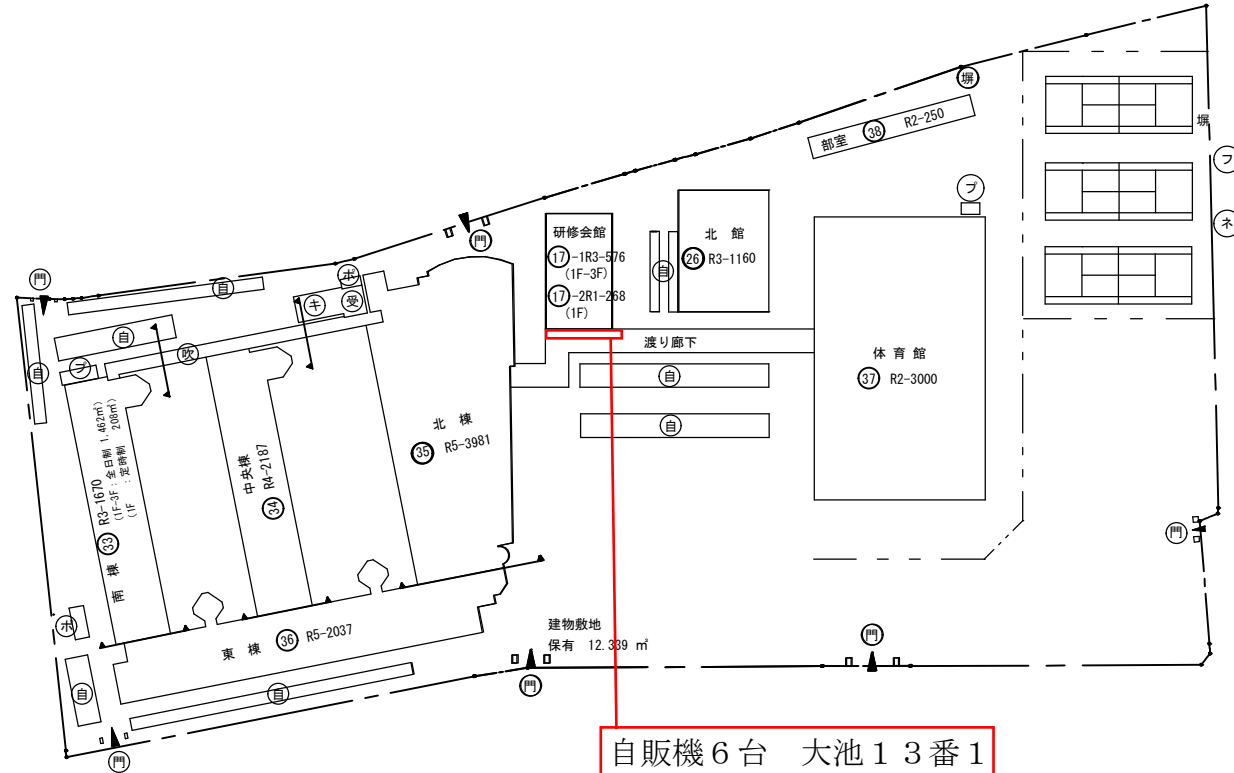 塀
部室 38 R2-250
塀
フ
プ
ネ
門
研修会館
17-1R3-576
(1F-3F)
17-2R1-268
(1F)
北 館
26 R3-1160
自
門
自
ポ
キ
受
自
自
プ
吹
渡り廊下
体 育 館
37 R2-3000
自
自
北 棟
35 R5-3981
中央棟
34 R4-2187
南 棟 33 R3-1670
(1F-3F：全日制 1.462㎡)
(1F ：定時制 208㎡)
門
ホ
東 棟 36 R5-2037
建物敷地
保有 12.339 ㎡
門
門
自
自
門
自販機６台 大池１３番１